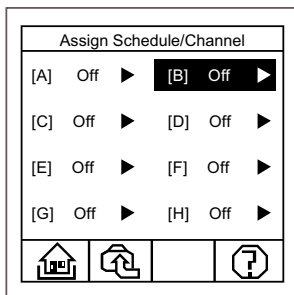 Assign Schedule/Channel
[A] Off ▶ [B] Off ▶
[C] Off ▶ [D] Off ▶
[E] Off ▶ [F] Off ▶
[G] Off ▶ [H] Off ▶
?